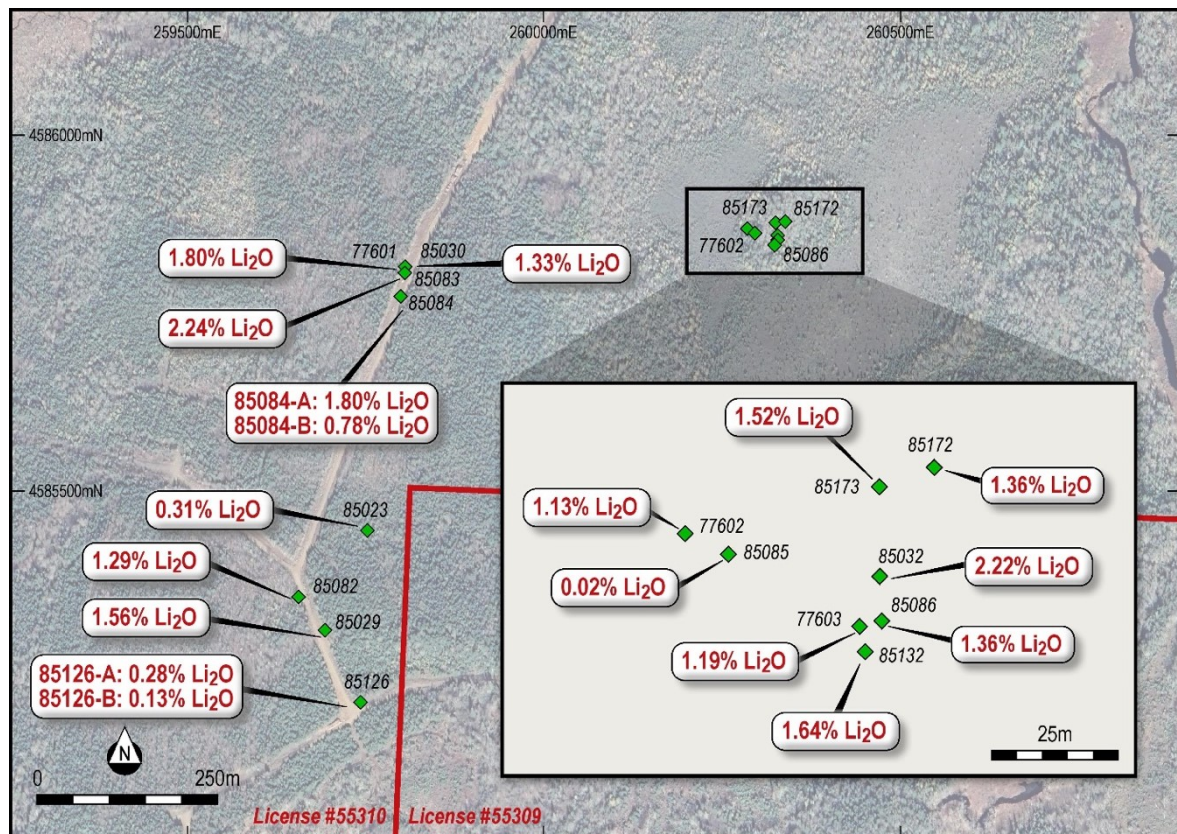 259500mE
260000mE
260500mE
4586000mN
85173
85172
77602
85086
1.80% Li₂O
77601
85030
1.33% Li₂O
85083
85084
2.24% Li₂O
85084-A: 1.80% Li₂O
85084-B: 0.78% Li₂O
4585500mN
0.31% Li₂O
85023
1.29% Li₂O
85082
1.56% Li₂O
85029
85126-A: 0.28% Li₂O
85126-B: 0.13% Li₂O
85126
N
0
250m
License #55310
License #55309
1.52% Li₂O
85172
85173
1.36% Li₂O
1.13% Li₂O
77602
85085
0.02% Li₂O
85032
2.22% Li₂O
85086
77603
1.19% Li₂O
1.36% Li₂O
85132
1.64% Li₂O
25m